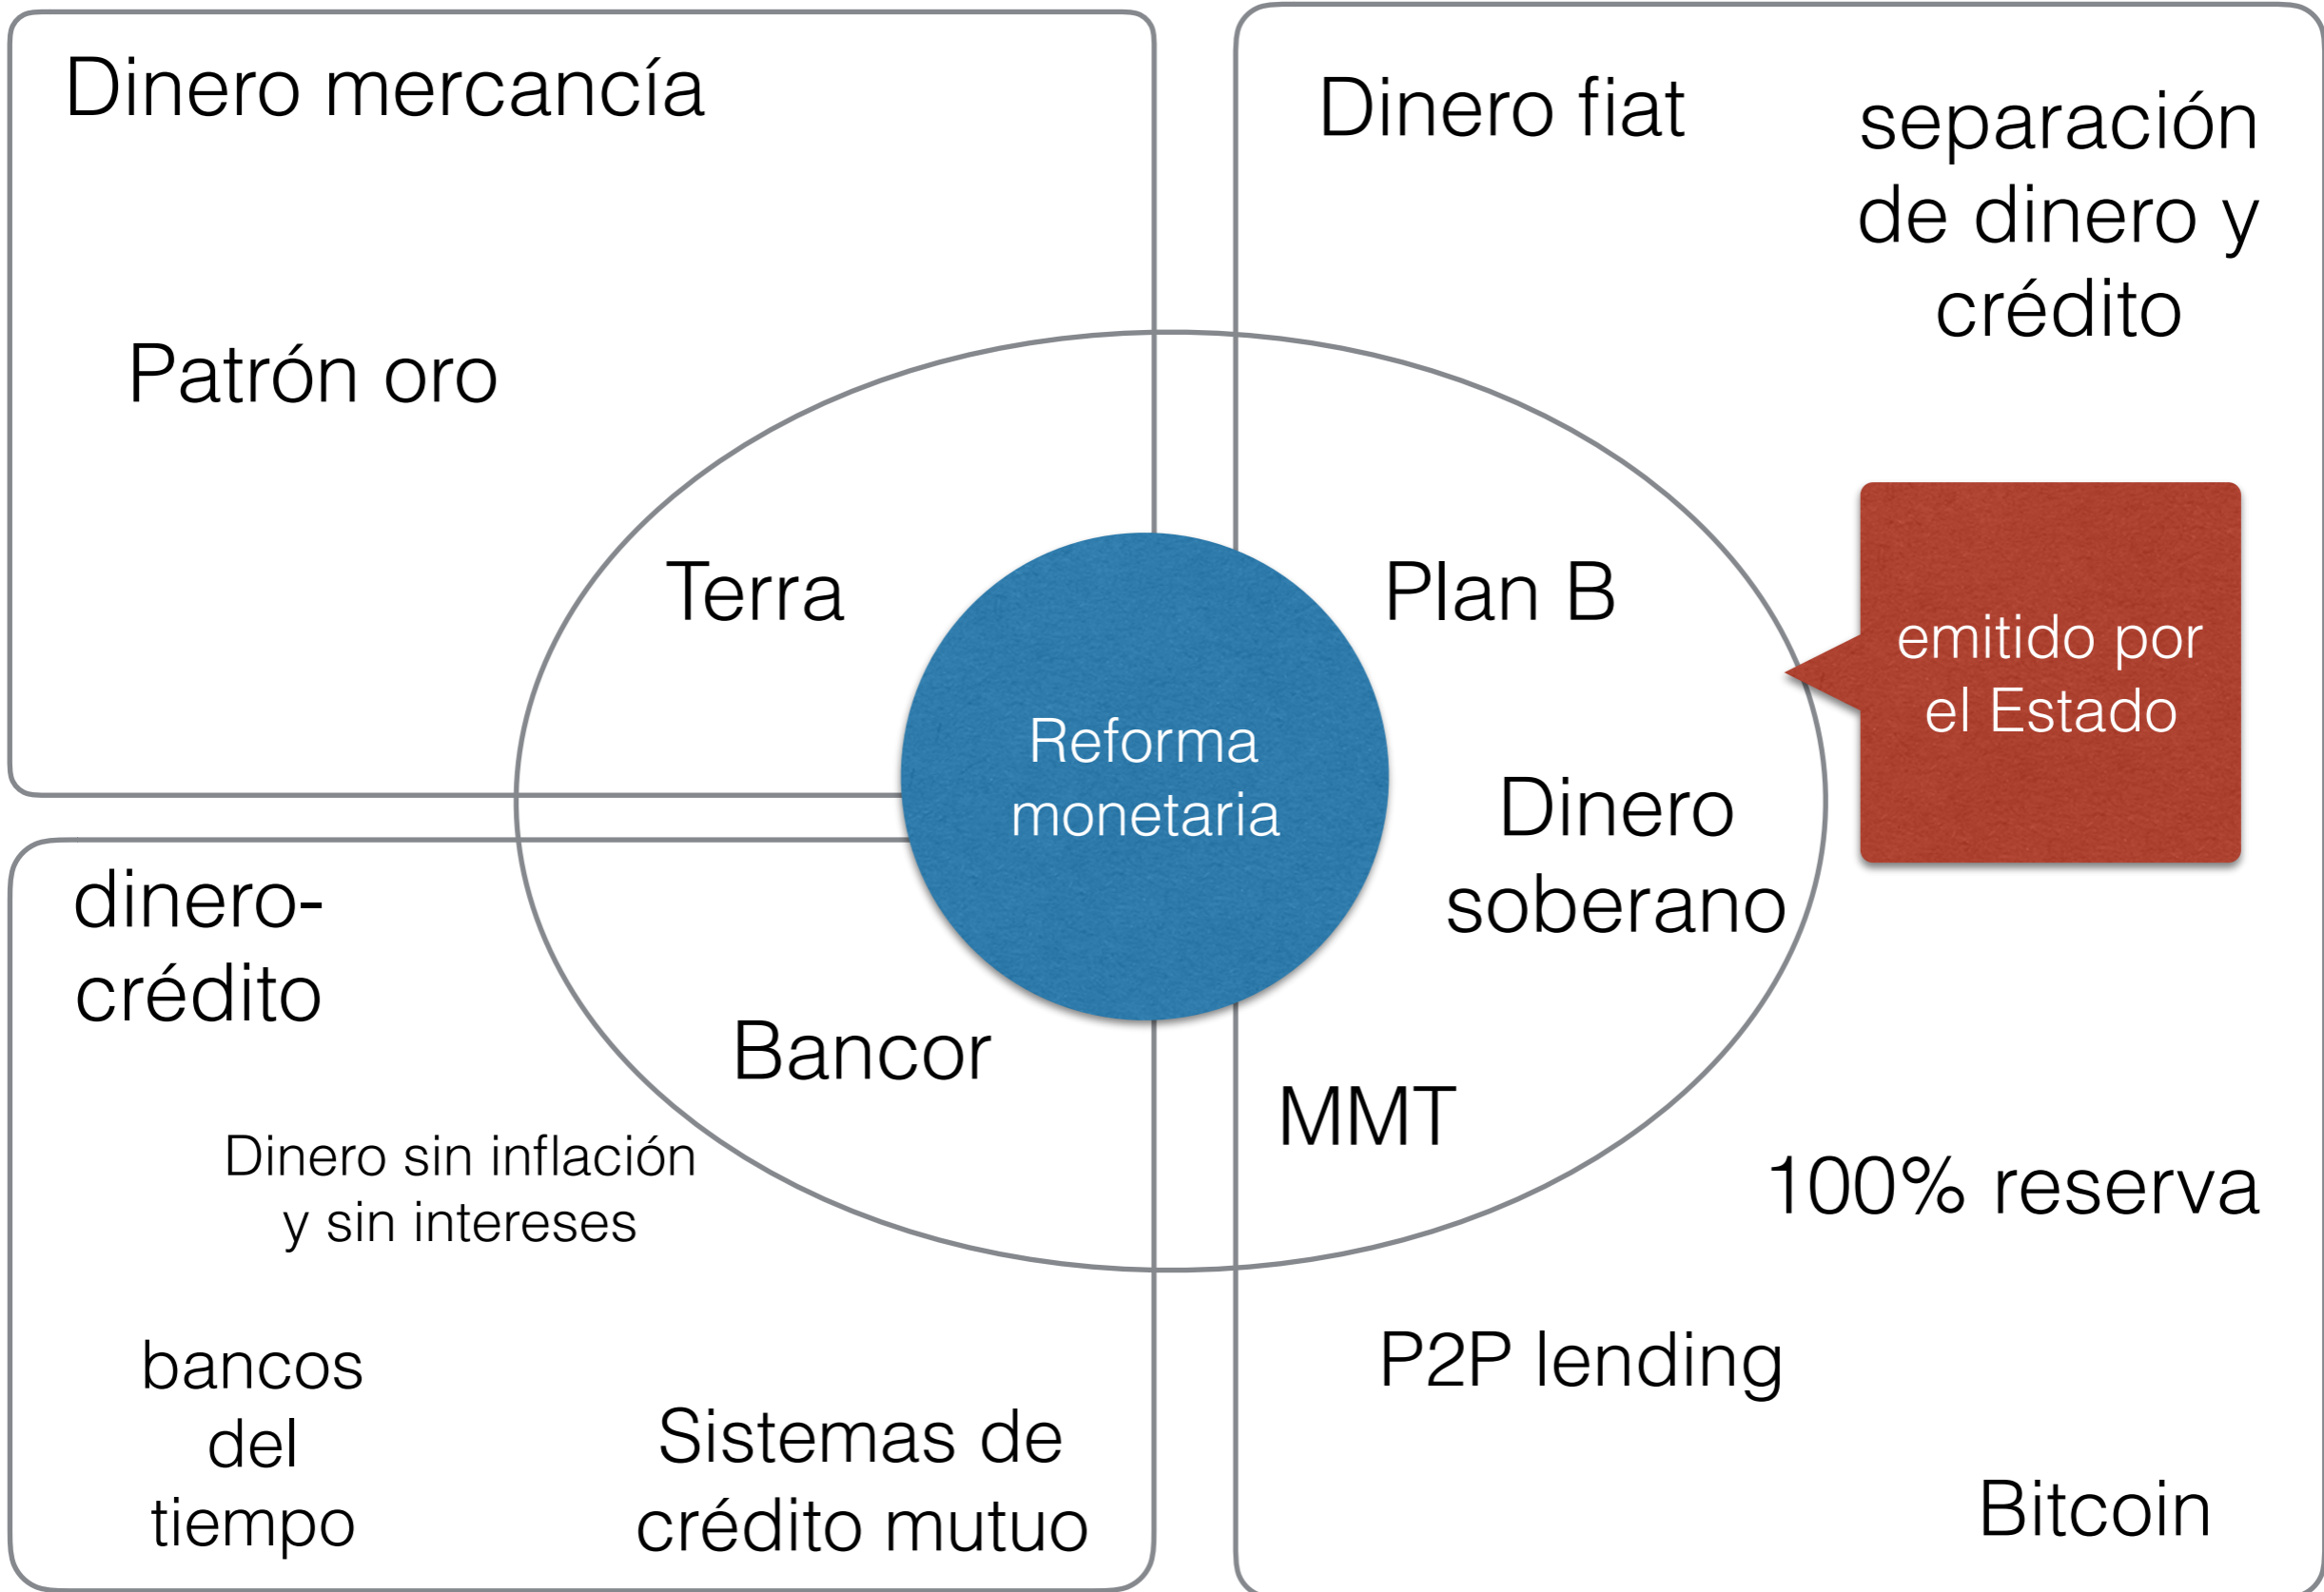 Dinero mercancía
Patrón oro
Terra
Dinero fiat
separación
de dinero y
crédito
Plan B
emitido por
el Estado
Reforma
monetaria
Dinero
soberano
dinero-
crédito
Bancor
MMT
Dinero sin inflación
y sin intereses
100% reserva
bancos
del
tiempo
Sistemas de
crédito mutuo
P2P lending
Bitcoin